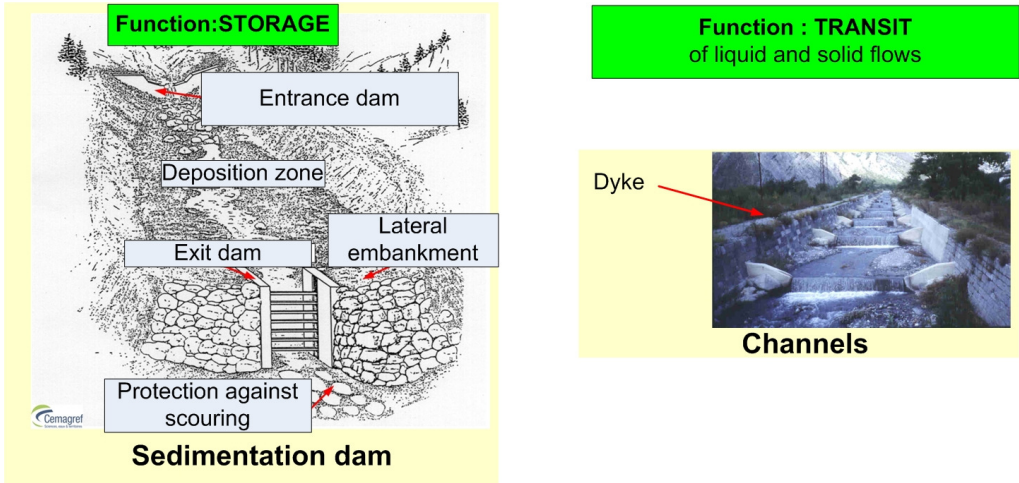 Function:STORAGE
Entrance dam
Deposition zone
Lateral
embankment
Exit dam
Protection against
scouring
Cemagref
Sedimentation dam
Function : TRANSIT
of liquid and solid flows
Dyke
Channels